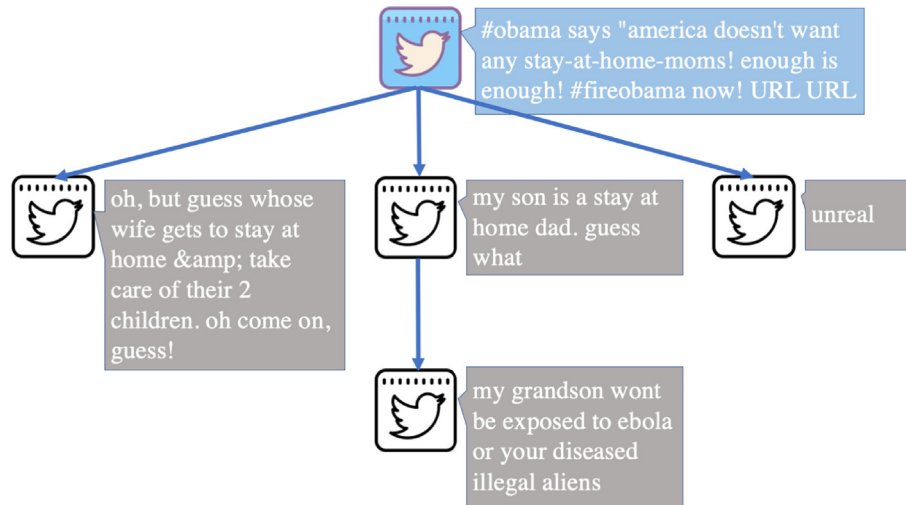 #obama says "america doesn't want
any stay-at-home-moms! enough is
enough! #fireobama now! URL URL
oh, but guess whose
wife gets to stay at
home &amp; take
care of their 2
children. oh come on,
guess!
my son is a stay at
home dad. guess
what
unreal
my grandson wont
be exposed to ebola
or your diseased
illegal aliens